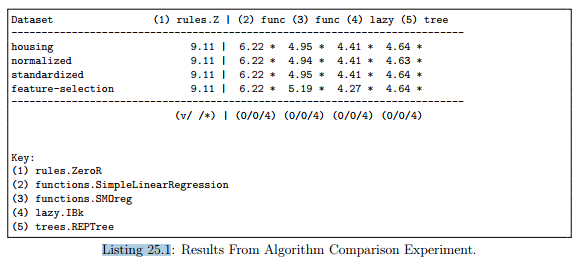 Dataset (1) rules.Z | (2) func (3) func (4) lazy (5) tree
--------------------------------------------------------------
housing 9.11 | 6.22 * 4.95 * 4.41 * 4.64 *
normalized 9.11 | 6.22 * 4.94 * 4.41 * 4.63 *
standardized 9.11 | 6.22 * 4.95 * 4.41 * 4.64 *
feature-selection 9.11 | 6.22 * 5.19 * 4.27 * 4.64 *
--------------------------------------------------------------
(v/ /*) | (0/0/4) (0/0/4) (0/0/4) (0/0/4)
Key:
(1) rules.ZeroR
(2) functions.SimpleLinearRegression
(3) functions.SMOreg
(4) lazy.IBk
(5) trees.REPTree
Listing 25.1: Results From Algorithm Comparison Experiment.